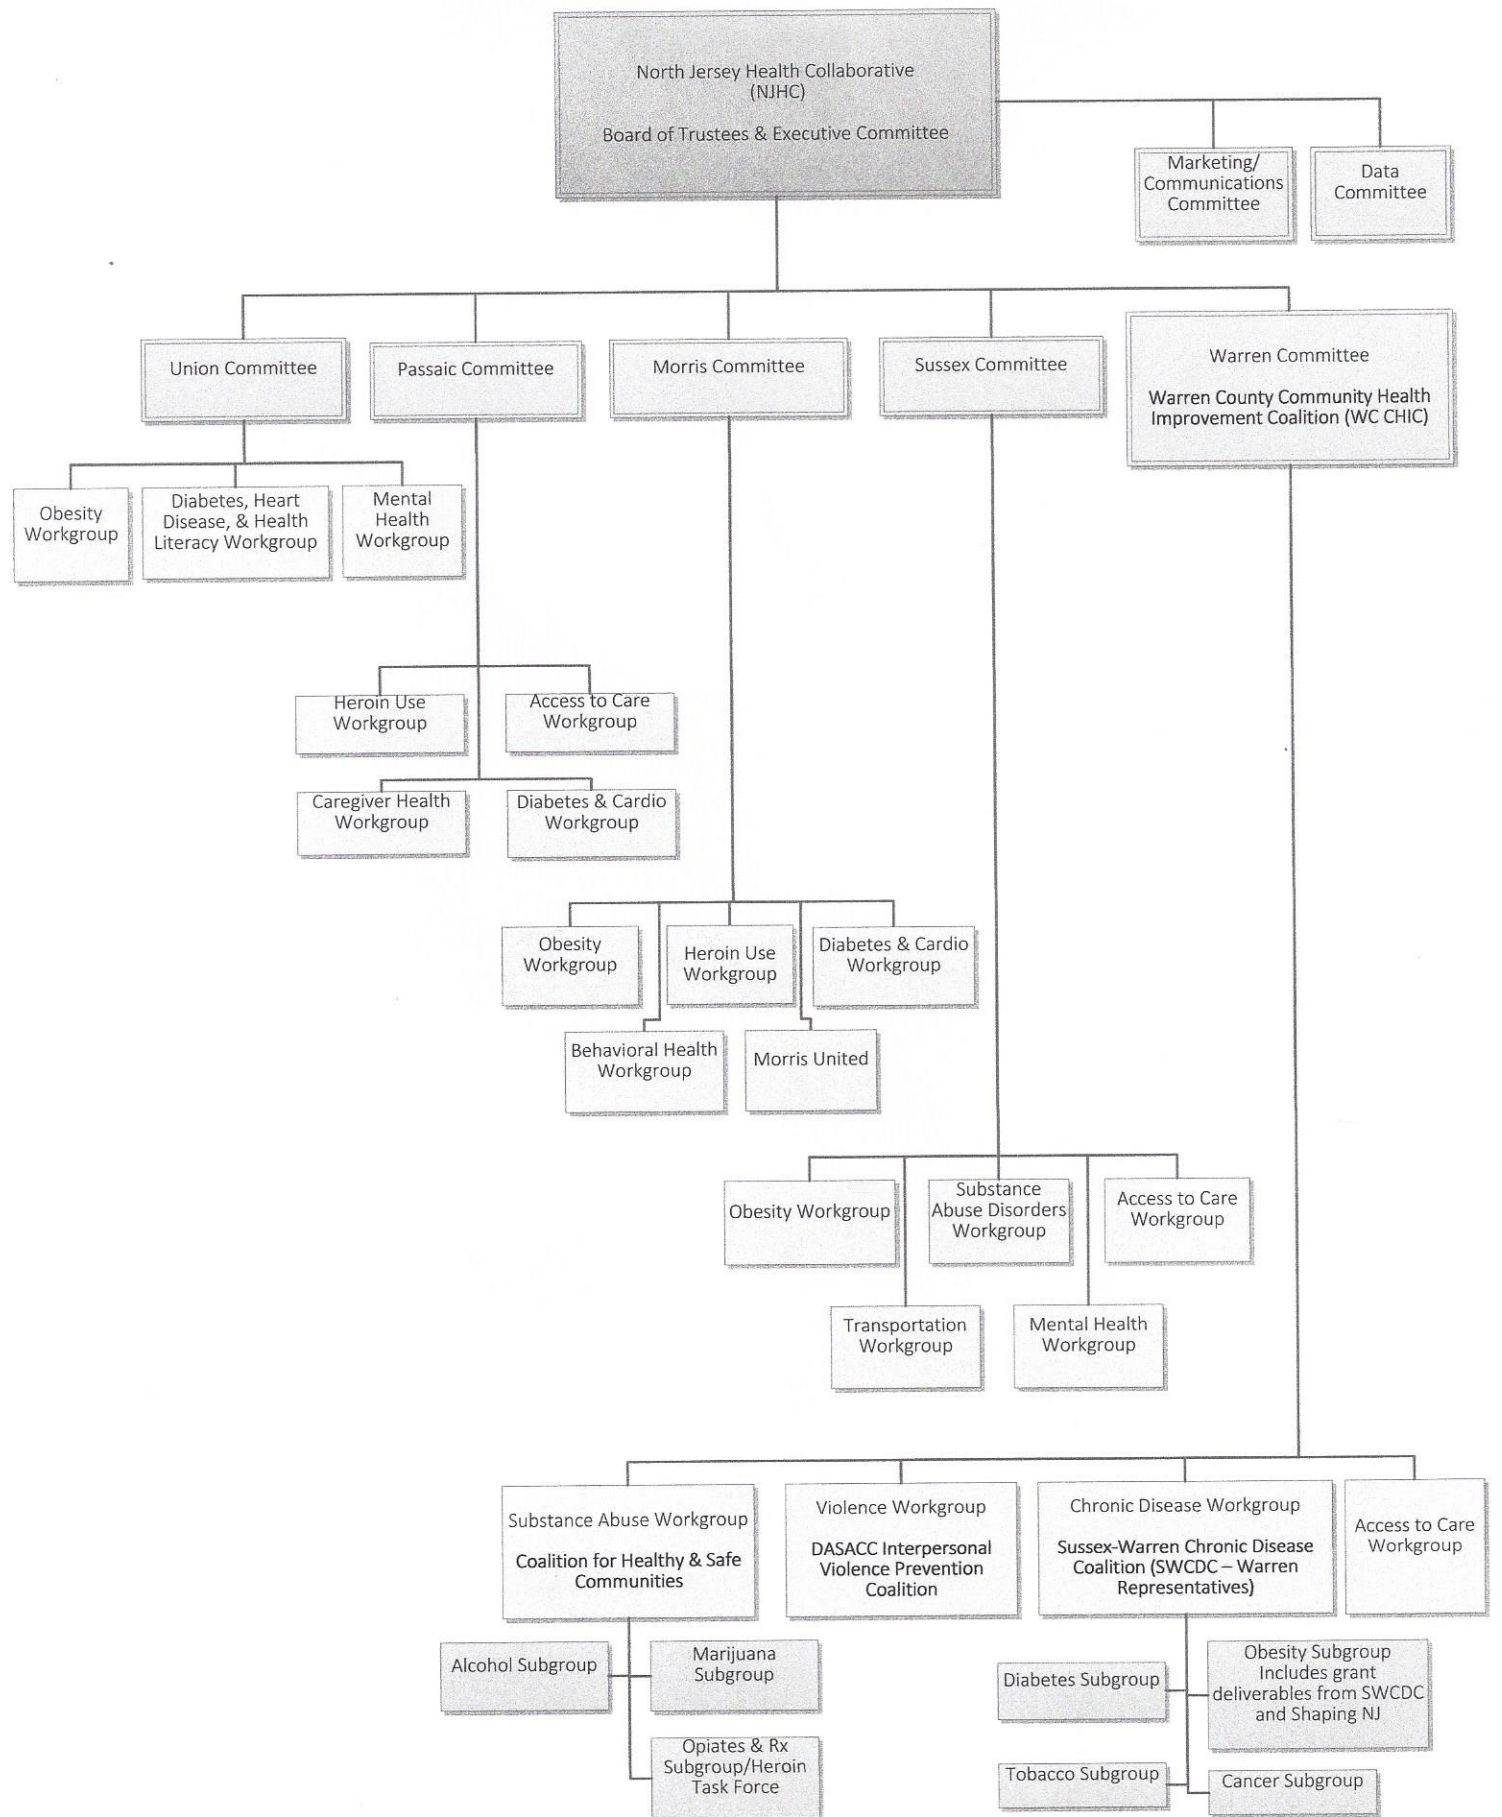 North Jersey Health Collaborative
(NJHC)
Board of Trustees & Executive Committee
Marketing/
Communications
Committee
Data
Committee
Union Committee
Passaic Committee
Morris Committee
Sussex Committee
Warren Committee
Warren County Community Health
Improvement Coalition (WC CHIC)
Obesity
Workgroup
Diabetes, Heart
Disease, & Health
Literacy Workgroup
Mental
Health
Workgroup
Heroin Use
Workgroup
Access to Care
Workgroup
Caregiver Health
Workgroup
Diabetes & Cardio
Workgroup
Obesity
Workgroup
Heroin Use
Workgroup
Diabetes & Cardio
Workgroup
Behavioral Health
Workgroup
Morris United
Obesity Workgroup
Substance
Abuse Disorders
Workgroup
Access to Care
Workgroup
Transportation
Workgroup
Mental Health
Workgroup
Substance Abuse Workgroup
Coalition for Healthy & Safe
Communities
Violence Workgroup
DASACC Interpersonal
Violence Prevention
Coalition
Chronic Disease Workgroup
Sussex-Warren Chronic Disease
Coalition (SWCDC – Warren
Representatives)
Access to Care
Workgroup
Alcohol Subgroup
Marijuana
Subgroup
Opiates & Rx
Subgroup/Heroin
Task Force
Diabetes Subgroup
Obesity Subgroup
Includes grant
deliverables from SWCDC
and Shaping NJ
Tobacco Subgroup
Cancer Subgroup